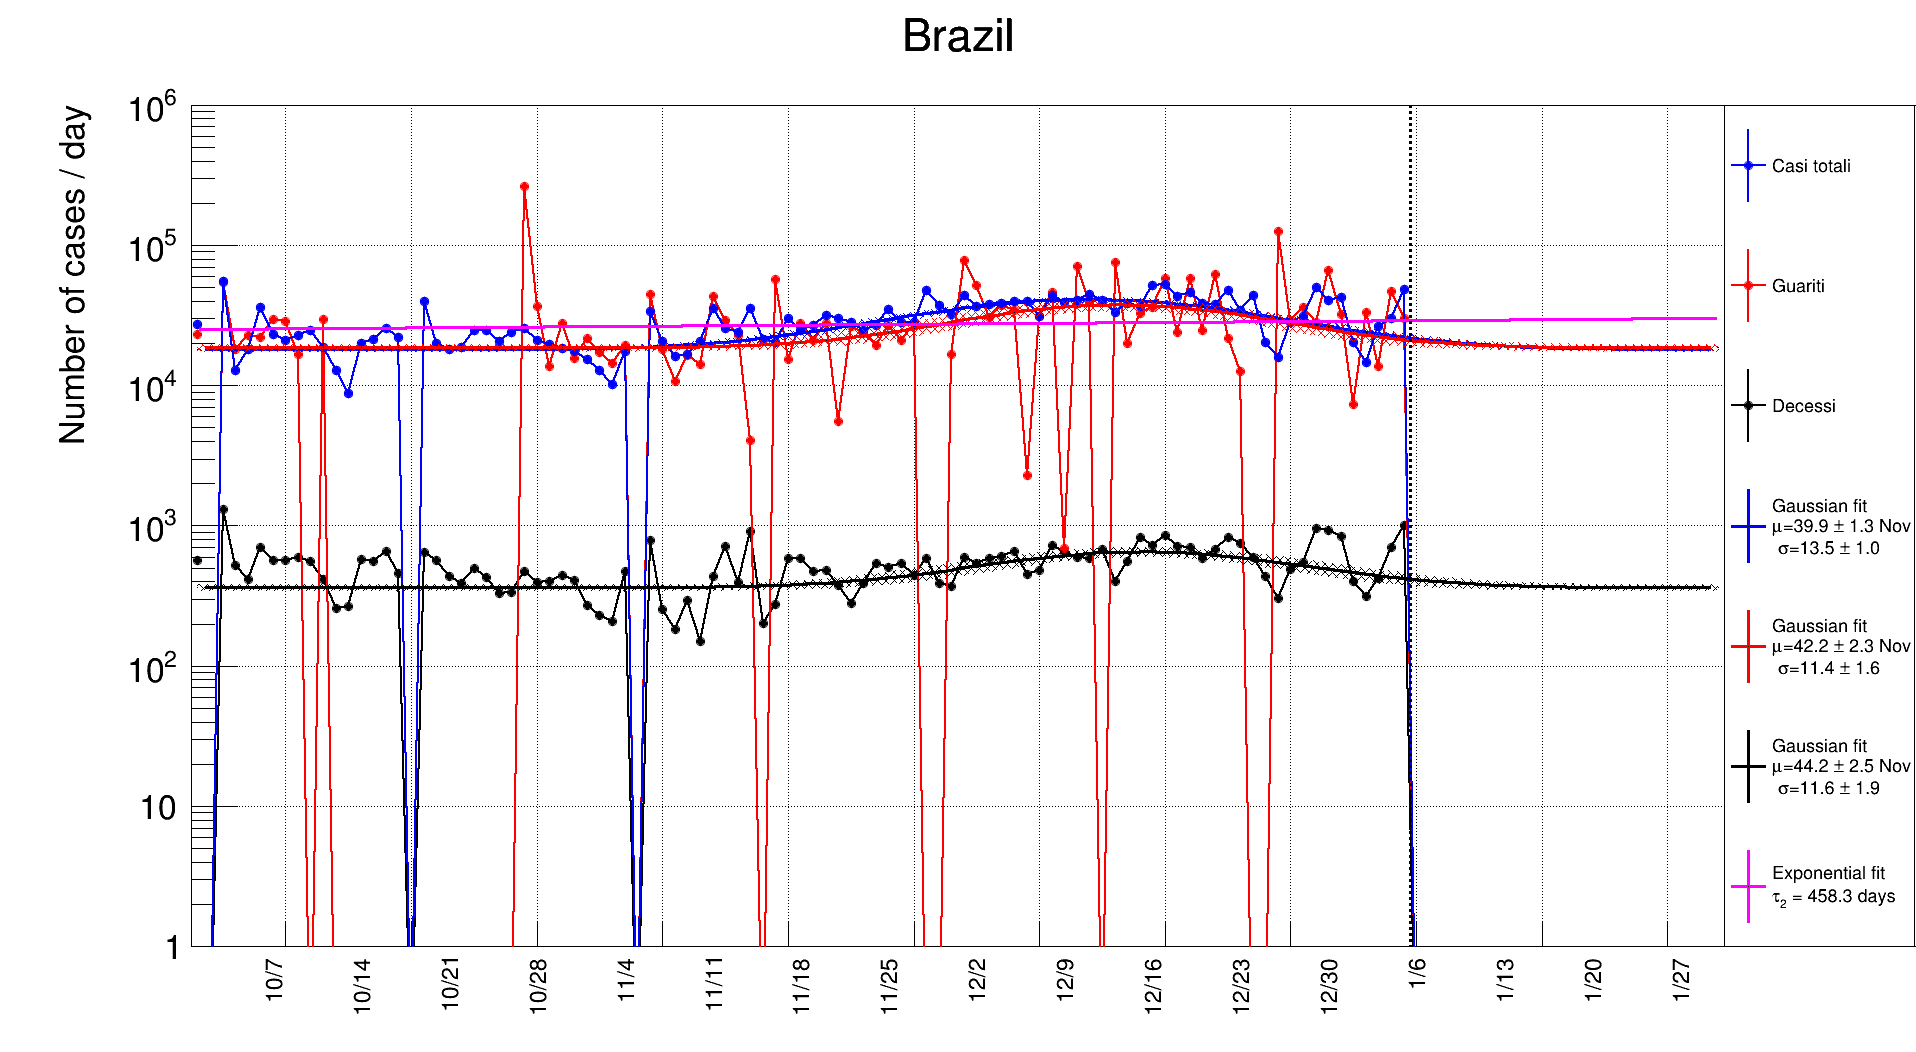 Brazil
Number of cases / day
10^6
10^5
10^4
10^3
10^2
10
1
10/7
10/14
10/21
10/28
11/4
11/11
11/18
11/25
12/2
12/9
12/16
12/23
12/30
1/6
1/13
1/20
1/27
Casi totali
Guariti
Decessi
Gaussian fit
μ=39.9 ± 1.3 Nov
σ=13.5 ± 1.0
Gaussian fit
μ=42.2 ± 2.3 Nov
σ=11.4 ± 1.6
Gaussian fit
μ=44.2 ± 2.5 Nov
σ=11.6 ± 1.9
Exponential fit
τ₂ = 458.3 days